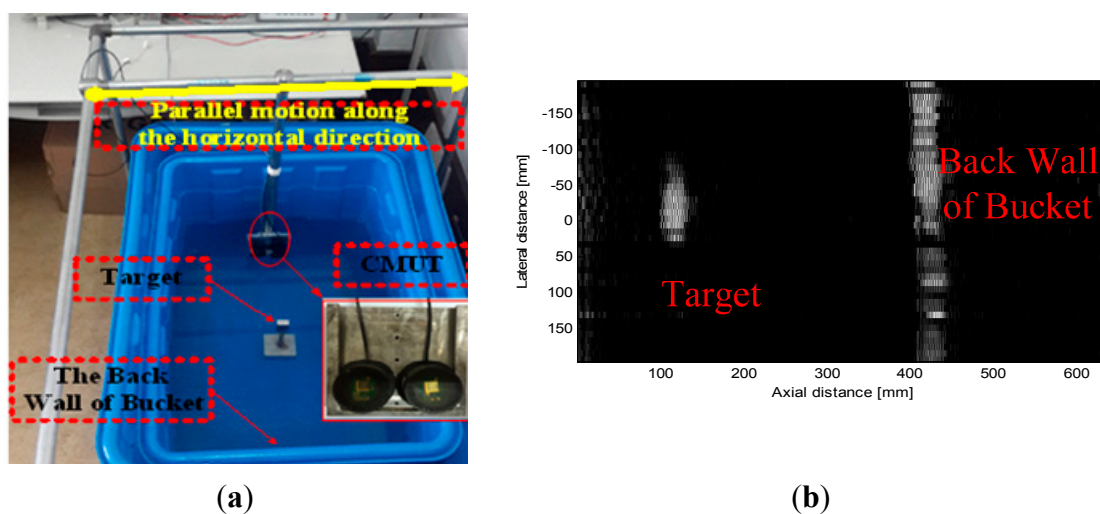 Parallel motion along
the horizontal direction
Target
CMUT
The Back
Wall of Bucket
(a)
Lateral distance [mm]
-150
-100
-50
0
50
100
150
Back Wall
of Bucket
Target
100
200
300
400
500
600
Axial distance [mm]
(b)